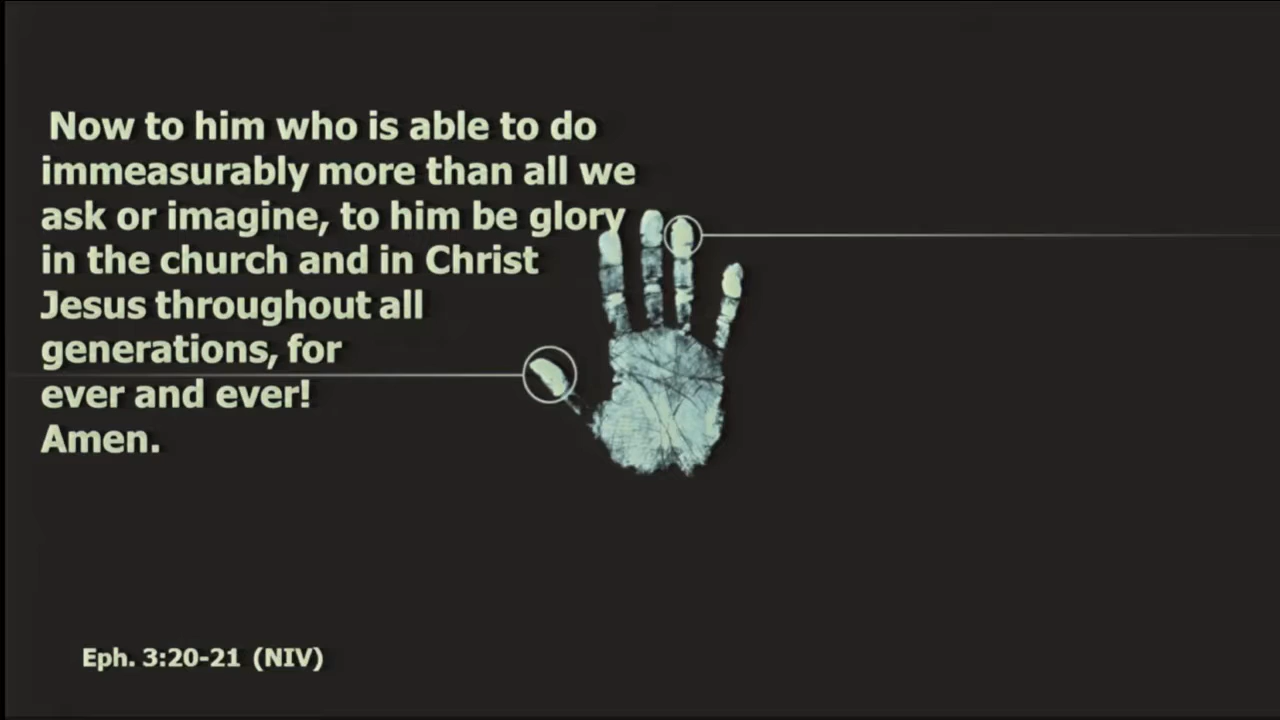 Now to him who is able to do
immeasurably more than all we
ask or imagine, to him be glory
in the church and in Christ
Jesus throughout all
generations, for
ever and ever!
Amen.
Eph. 3:20-21 (NIV)